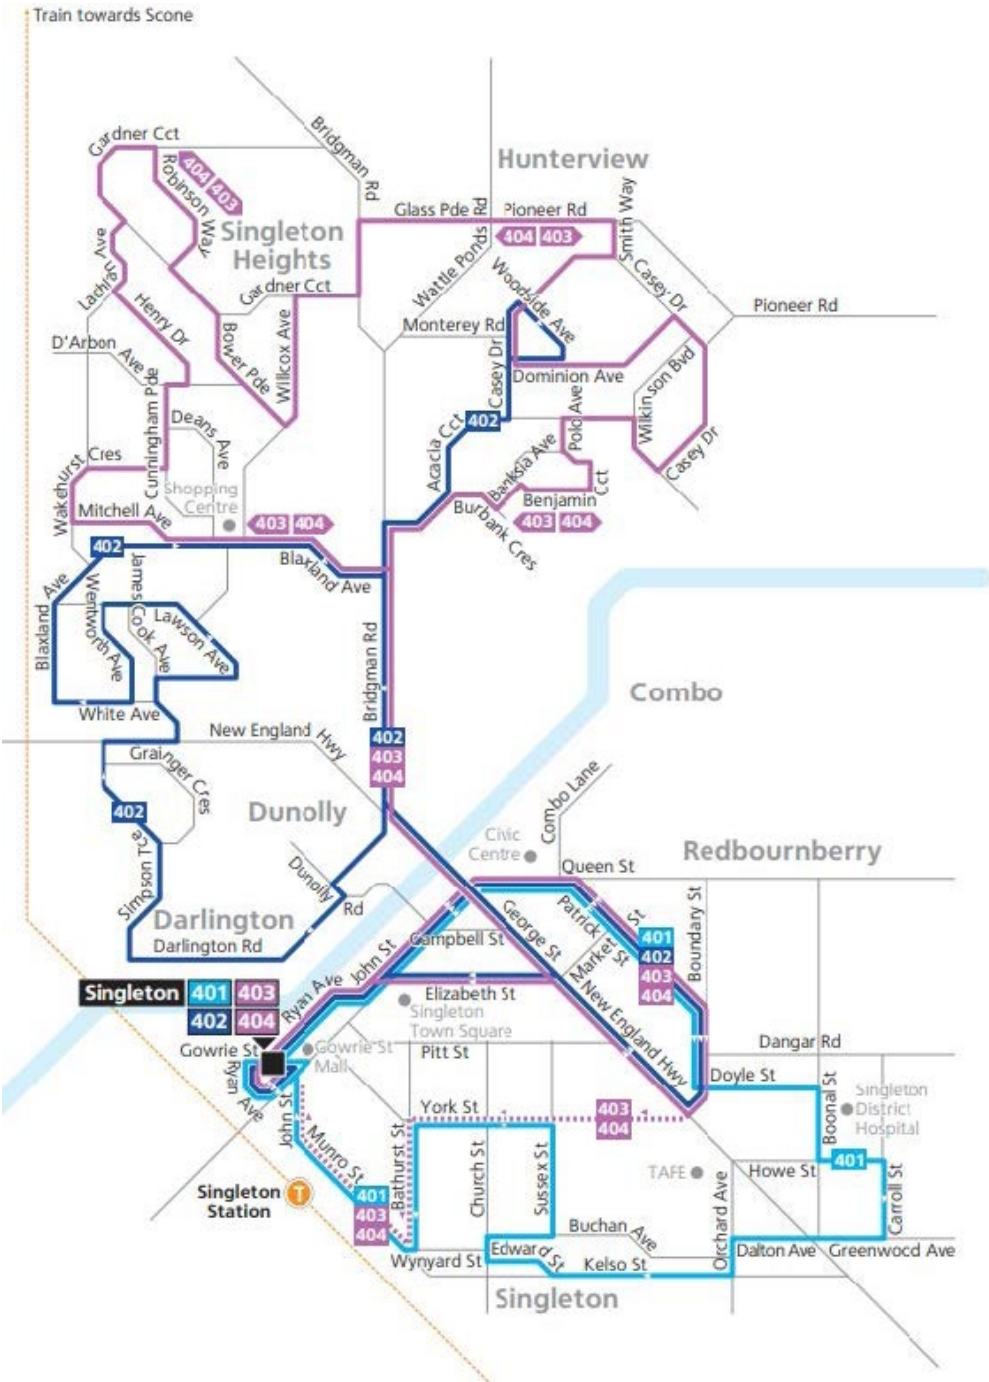 Train towards Scone
Gardner Cct
Bridgman Rd
Hunterview
404 403
Robinson Way
Glass Pde
Wattle Ponds Rd
Pioneer Rd
Smith Way
404 403
Singleton
Heights
Lachlan Ave
Gardner Cct
Woodside Ave
Casey Dr
Pioneer Rd
Henry Dr
Monterey Rd
D'Arbon Ave
Bower Pde
Willcox Ave
Casey Dr
Dominion Ave
Wilkinson Bvd
Cunningham Pde
Deans Ave
402
Polo Ave
Acacia Cct
Casey Dr
Banksia Ave
Wakehurst Cres
Shopping
Centre
Benjamin Cct
Burbank Cres
Mitchell Ave
403 404
403 404
402
Blaxland Ave
Blaxland Ave
James Cook Ave
Wentworth Ave
Lawson Ave
Bridgman Rd
Combo
White Ave
New England Hwy
402
403
404
Grainger Cres
402
Dunolly
Combo Lane
Civic
Centre
Simpson Tce
Queen St
Redbournberry
Dunolly Rd
Darlington
Darlington Rd
Patrick St
George St
Market St
Boundary St
401
402
403
404
Campbell St
John St
Ryan Ave
Singleton 401 403
402 404
Elizabeth St
Singleton
Town Square
New England Hwy
Gowrie St
Gowrie St
Mall
Pitt St
Dangar Rd
Ryan Ave
Doyle St
Boonal St
Singleton
District
Hospital
John St
York St
403
404
Munro St
Bathurst St
Church St
Sussex St
TAFE
Howe St
401
Carroll St
Singleton
Station
T
401
403
404
Orchard Ave
Buchan Ave
Wynyard St
Edward St
Kelso St
Dalton Ave
Greenwood Ave
Singleton